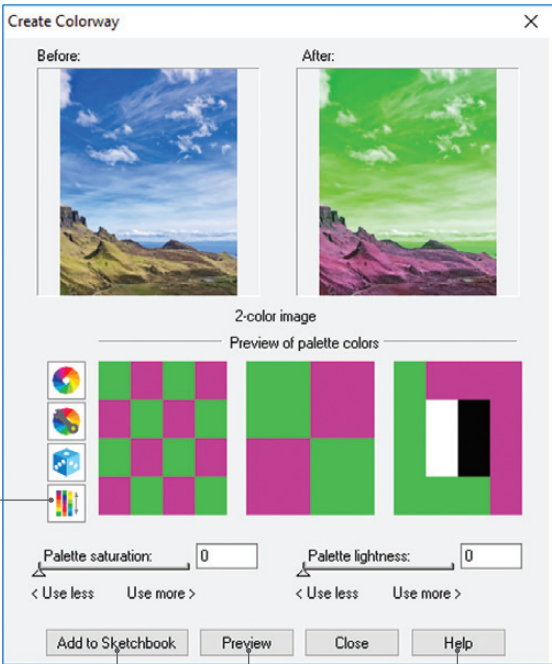 Create Colorway
Before: After:
2-color image
Preview of palette colors
Palette saturation: 0 Palette lightness: 0
< Use less Use more > < Use less Use more >
Add to Sketchbook Preview Close Help